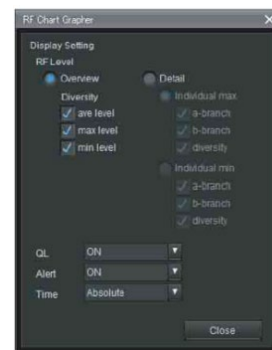 RF Chart Grapher
Display Setting
RF Level
Overview
Detail
Diversity
ave level
max level
min level
Individual max
a-branch
b-branch
diversity
Individual min
a-branch
b-branch
diversity
QL ON
Alert ON
Time Absolute
Close